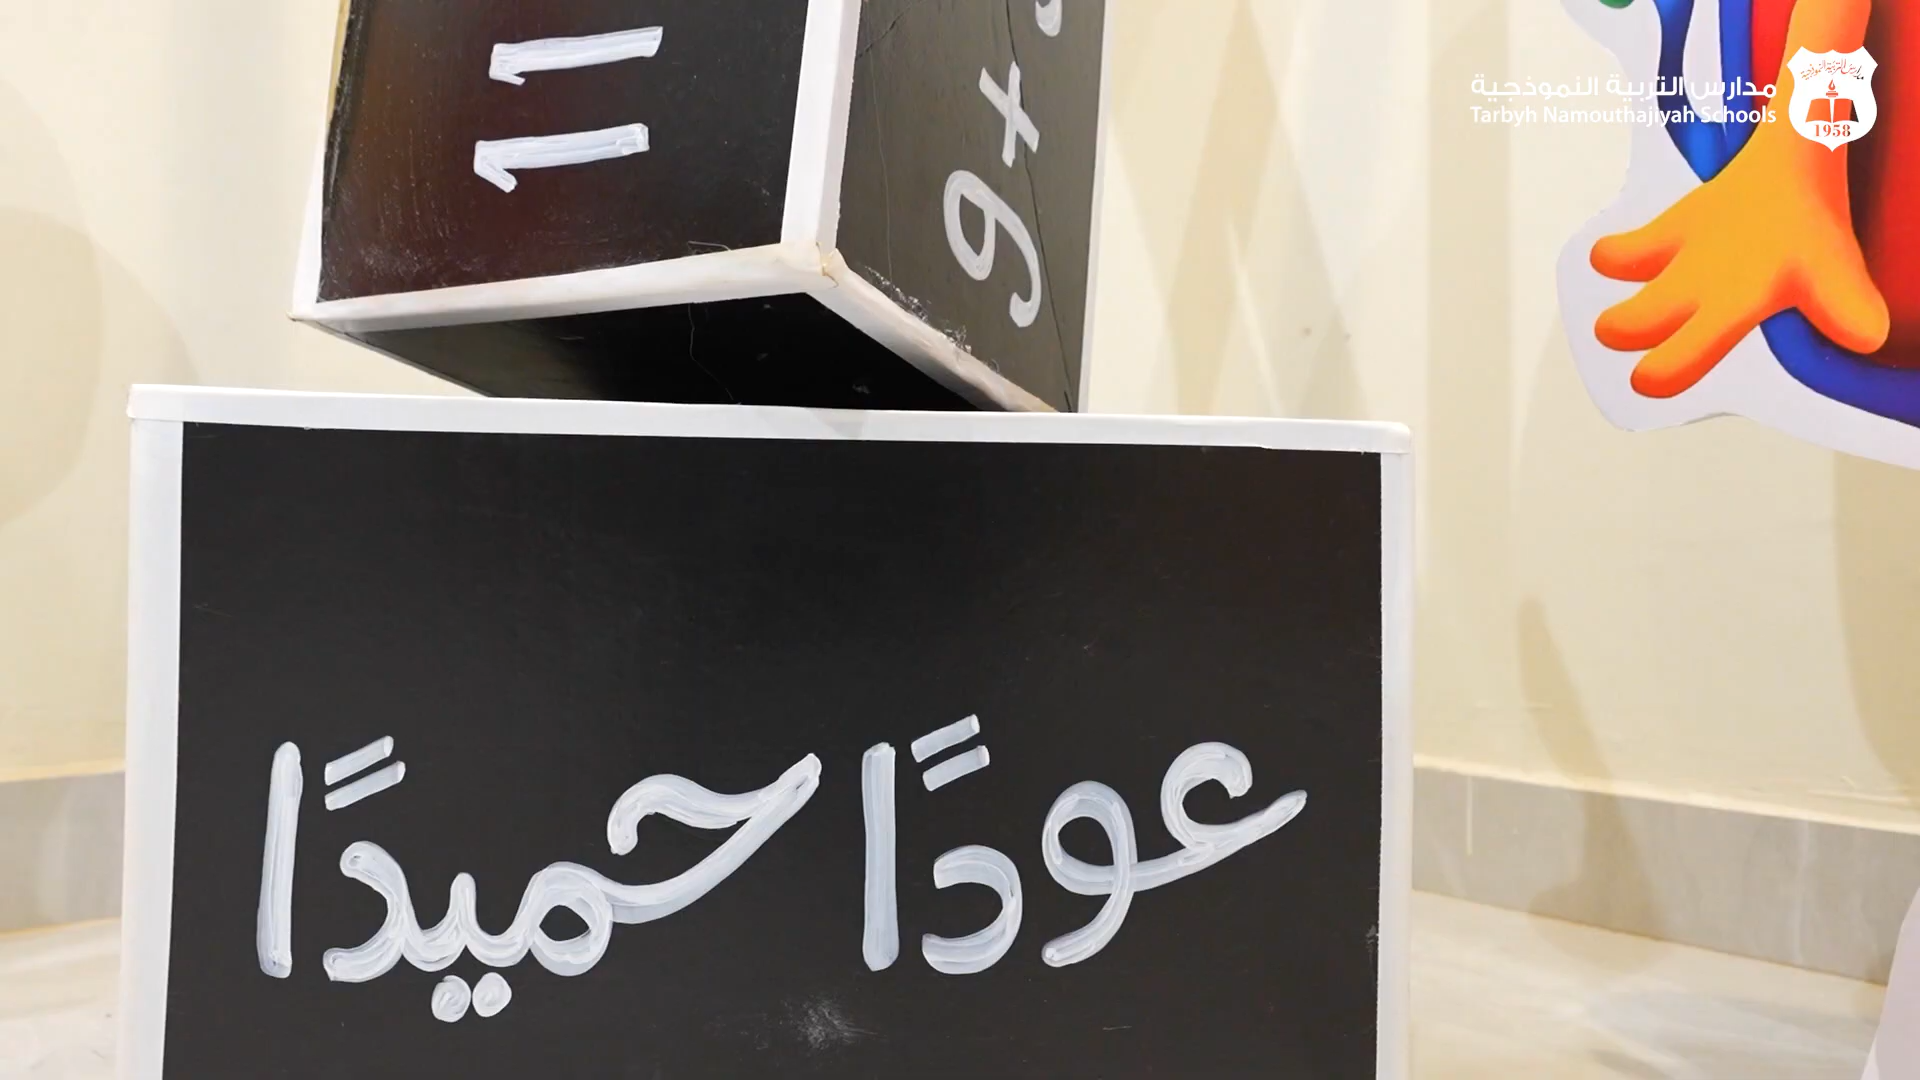 مدارس التربية النموذجية
Tarbyh Namouthajiyah Schools
1958
11
9+
عودًا حميدًا